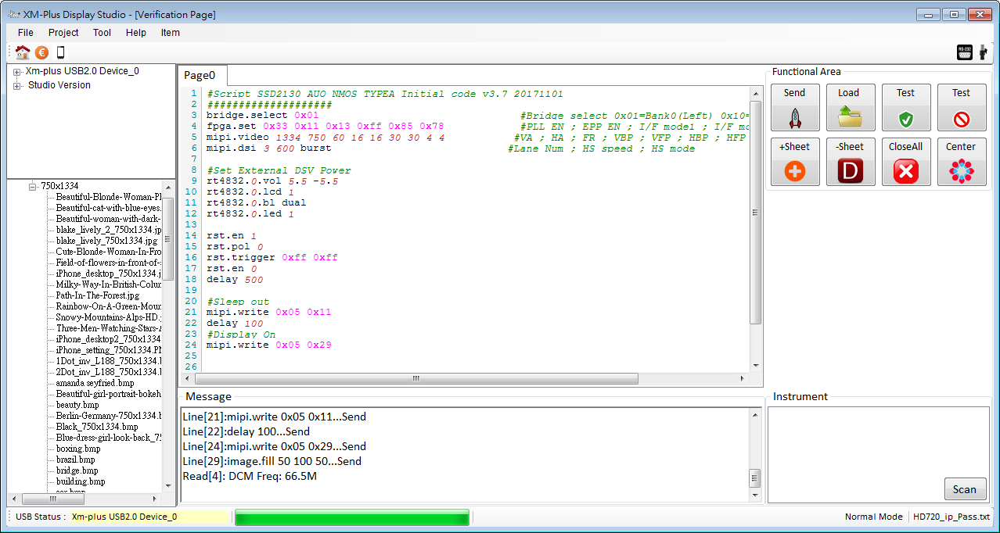 XM-Plus Display Studio - [Verification Page]
File Project Tool Help Item
RS-232
Xm-plus USB2.0 Device_0
Studio Version
750x1334
Beautiful-Blonde-Woman-Pl
Beautiful-cat-with-blue-eyes.
Beautiful-woman-with-dark-
blake_lively_2_750x1334.jp
blake_lively_750x1334.jpg
Cute-Blonde-Woman-In-Fro
Field-of-flowers-in-front-of-
iPhone_desktop_750x1334.j
Milky-Way-In-British-Colum
Path-In-The-Forest.jpg
Rainbow-On-A-Green-Moun
Snowy-Mountains-Alps-HD.
Three-Men-Watching-Stars-A
iPhone_desktop2_750x1334
iPhone_setting_750x1334.PN
1Dot_inv_L188_750x1334.b
2Dot_inv_L188_750x1334.b
amanda seyfried.bmp
Beautiful-girl-portrait-bokeh
beauty.bmp
Berlin-Germany-750x1334.b
Black_750x1334.bmp
Blue-dress-girl-look-back_75
boxing.bmp
brazil.bmp
bridge.bmp
building.bmp
Page0
1 #Script SSD2130 AUO NMOS TYPEA Initial code v3.7 20171101
2 ####################
3 bridge.select 0x01 #Bridge select 0x01=Bank0(Left) 0x10=
4 fpga.set 0x33 0x11 0x13 0xff 0x85 0x78 #PLL EN ; EPP EN ; I/F mode1 ; I/F mo
5 mipi.video 1334 750 60 16 16 30 30 4 4 #VA ; HA ; FR ; VBP ; VFP ; HBP ; HFP
6 mipi.dsi 3 600 burst #Lane Num ; HS speed ; HS mode
7
8 #Set External DSV Power
9 rt4832.0.vol 5.5 -5.5
10 rt4832.0.lcd 1
11 rt4832.0.bl dual
12 rt4832.0.led 1
13
14 rst.en 1
15 rst.pol 0
16 rst.trigger 0xff 0xff
17 rst.en 0
18 delay 500
19
20 #Sleep out
21 mipi.write 0x05 0x11
22 delay 100
23 #Display On
24 mipi.write 0x05 0x29
25
26
Functional Area
Send Load Test Test
+Sheet -Sheet CloseAll Center
D
Message
Line[21]:mipi.write 0x05 0x11...Send
Line[22]:delay 100...Send
Line[24]:mipi.write 0x05 0x29...Send
Line[29]:image.fill 50 100 50...Send
Read[4]: DCM Freq: 66.5M
Instrument
Scan
USB Status : Xm-plus USB2.0 Device_0
Normal Mode HD720_ip_Pass.txt